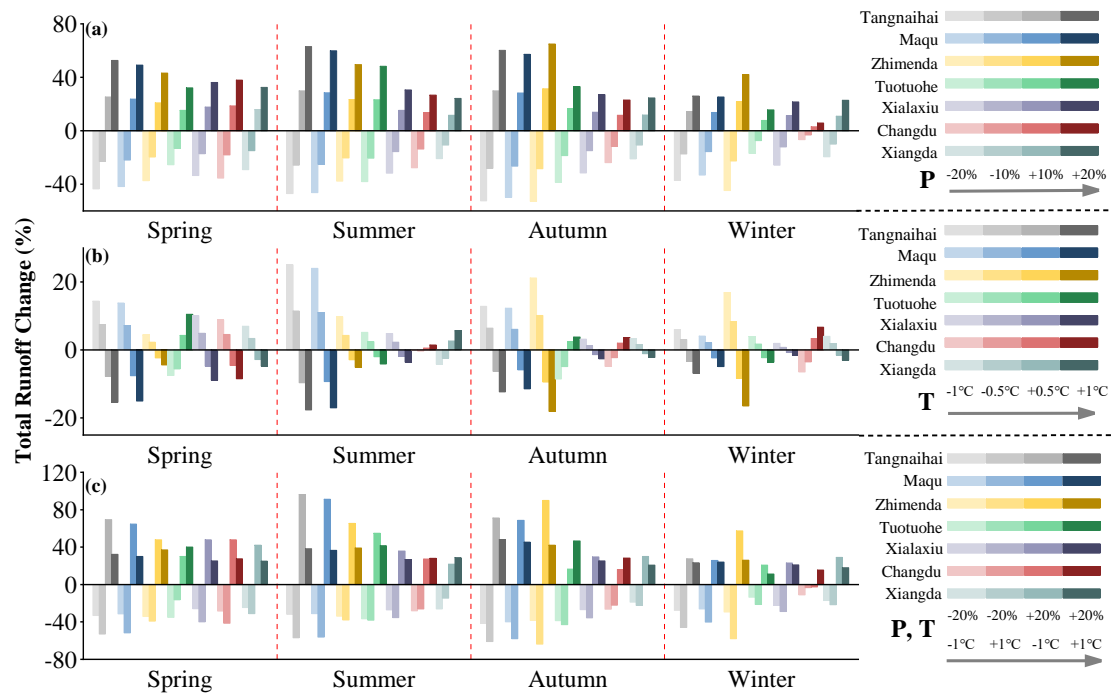 Total Runoff Change (%)
(a)
80
40
0
-40
Spring
Summer
Autumn
Winter
Tangnaihai
Maqu
Zhimenda
Tuotuohe
Xialaxiu
Changdu
Xiangda
P
-20% -10% +10% +20%
(b)
20
0
-20
Spring
Summer
Autumn
Winter
Tangnaihai
Maqu
Zhimenda
Tuotuohe
Xialaxiu
Changdu
Xiangda
T
-1°C -0.5°C +0.5°C +1°C
(c)
120
80
40
0
-40
-80
Spring
Summer
Autumn
Winter
Tangnaihai
Maqu
Zhimenda
Tuotuohe
Xialaxiu
Changdu
Xiangda
P, T
-20% -20% +20% +20%
-1°C +1°C -1°C +1°C